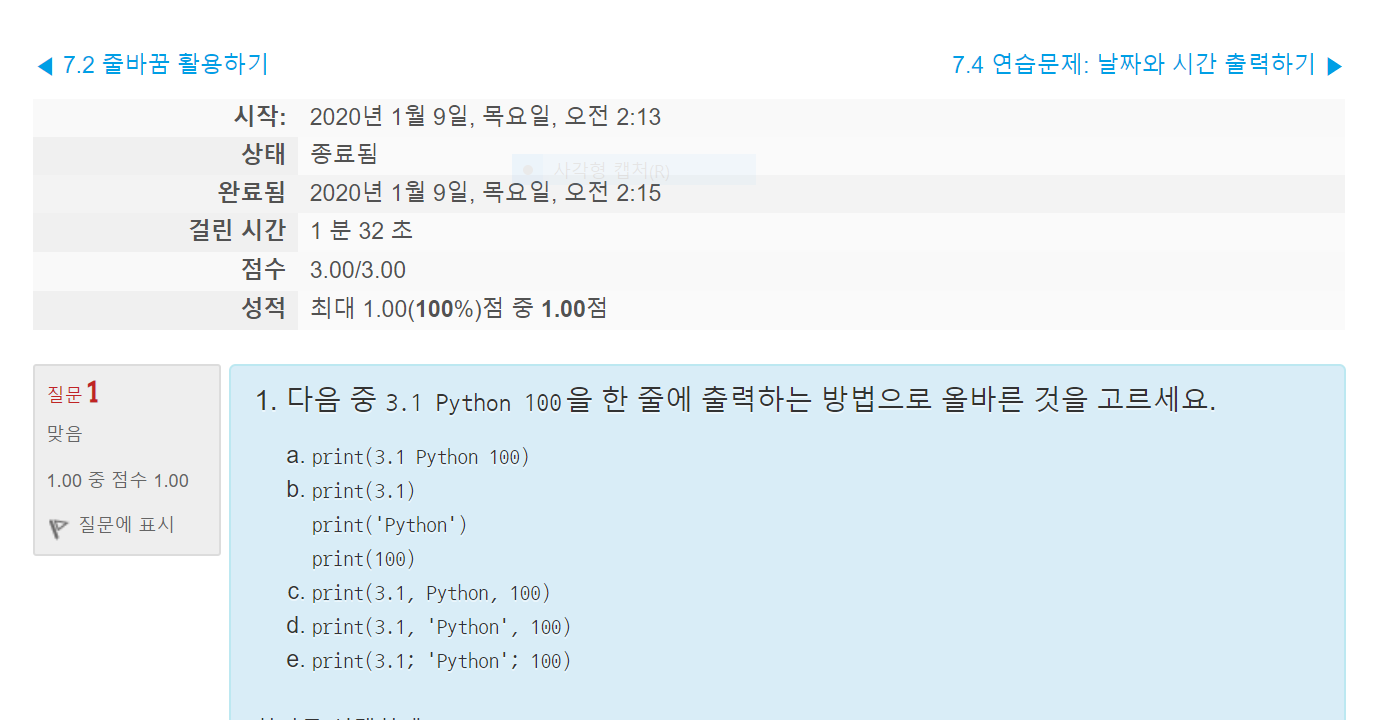 ◀ 7.2 줄바꿈 활용하기
7.4 연습문제: 날짜와 시간 출력하기 ▶
시작: 2020년 1월 9일, 목요일, 오전 2:13
상태 종료됨
사각형 캡처(R)
완료됨 2020년 1월 9일, 목요일, 오전 2:15
걸린 시간 1 분 32 초
점수 3.00/3.00
성적 최대 1.00(100%)점 중 1.00점
질문 1
맞음
1.00 중 점수 1.00
질문에 표시
1. 다음 중 3.1 Python 100을 한 줄에 출력하는 방법으로 올바른 것을 고르세요.
a. print(3.1 Python 100)
b. print(3.1)
print('Python')
print(100)
c. print(3.1, Python, 100)
d. print(3.1, 'Python', 100)
e. print(3.1; 'Python'; 100)